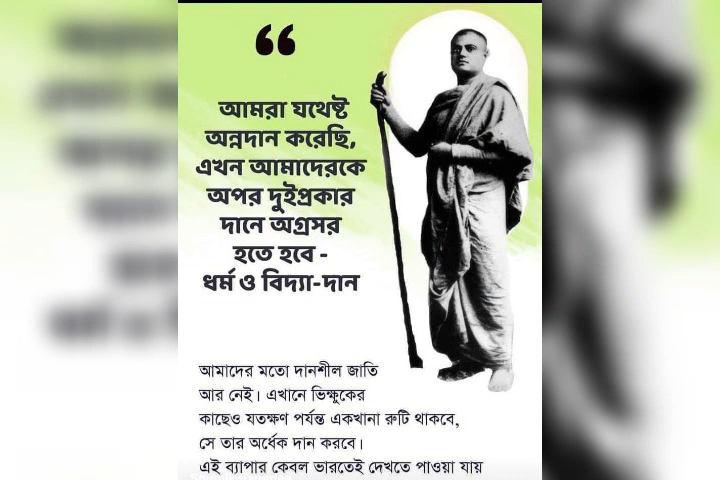 আমরা যথেষ্ট
অন্নদান করেছি,
এখন আমাদেরকে
অপর দুইপ্রকার
দানে অগ্রসর
হতে হবে -
ধর্ম ও বিদ্যা-দান
আমাদের মতো দানশীল জাতি
আর নেই। এখানে ভিক্ষুকের
কাছেও যতক্ষণ পর্যন্ত একখানা রুটি থাকবে,
সে তার অর্ধেক দান করবে।
এই ব্যাপার কেবল ভারতেই দেখতে পাওয়া যায়